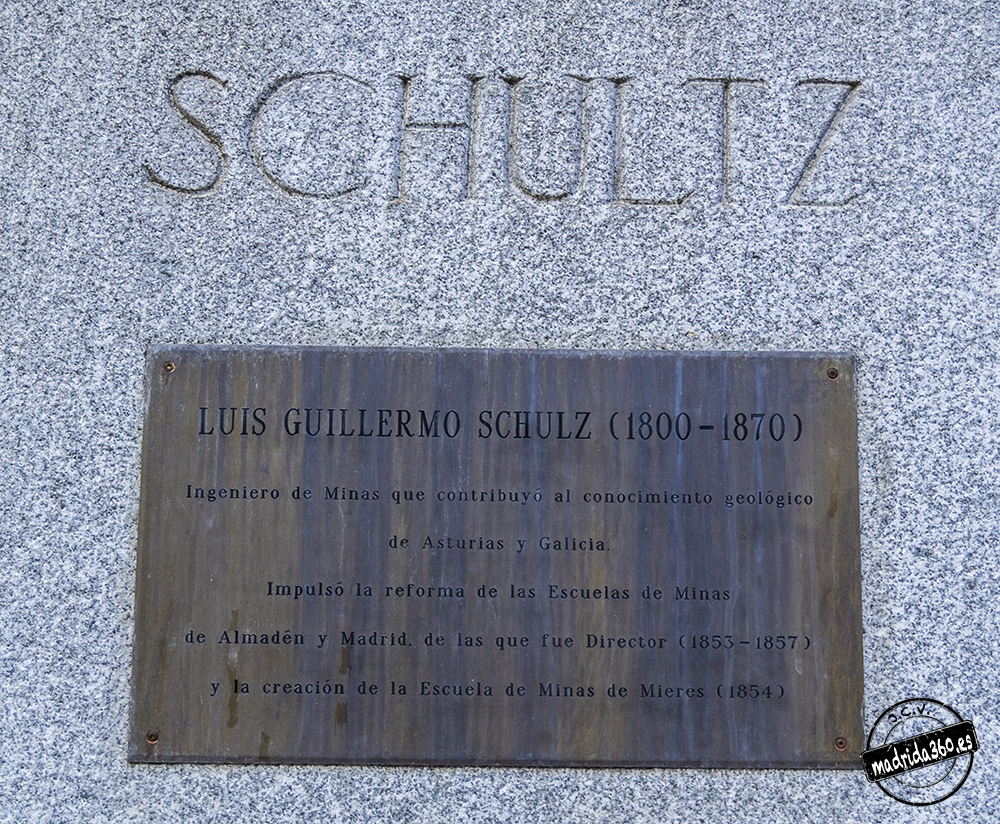 SCHULTZ
LUIS GUILLERMO SCHULZ (1800-1870)
Ingeniero de Minas que contribuyó al conocimiento geológico
de Asturias y Galicia.
Impulsó la reforma de las Escuelas de Minas
de Almadén y Madrid, de las que fue Director (1853-1857)
y la creación de la Escuela de Minas de Mieres (1854)
J.C.V.
madrida360.es